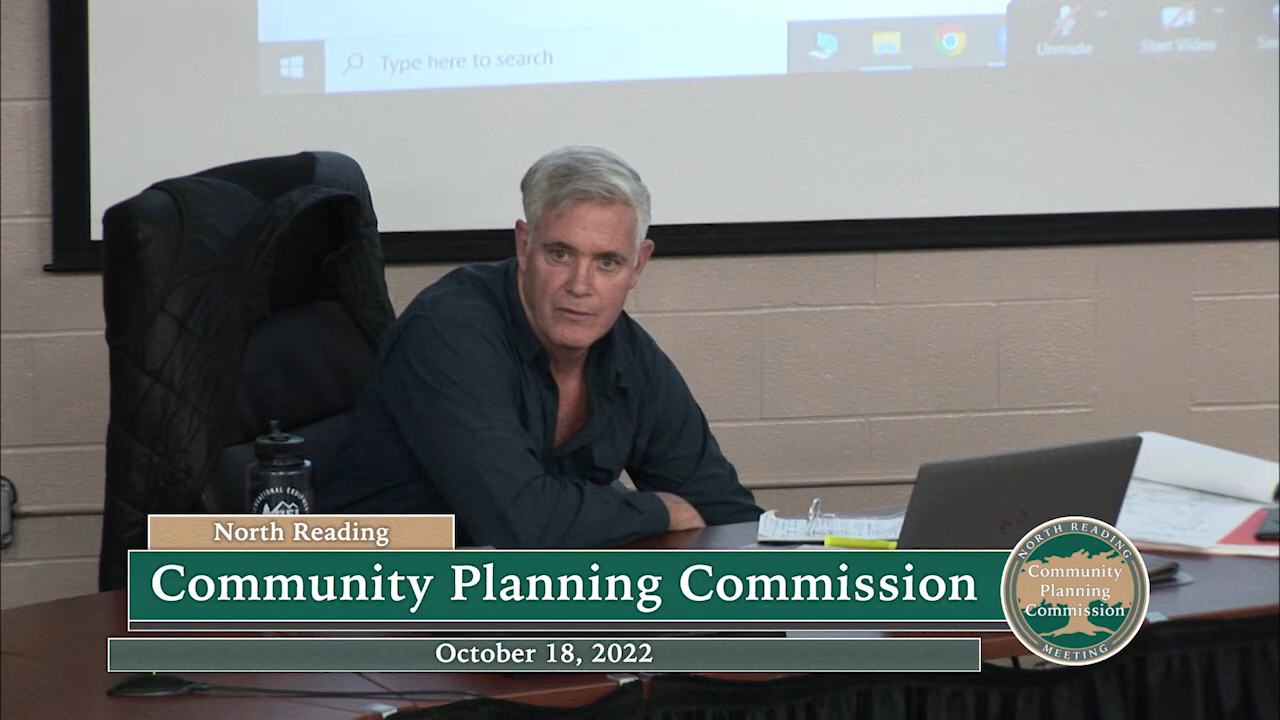 Type here to search
Unmute
Start Video
North Reading
Community Planning Commission
October 18, 2022
NORTH READING
Community
Planning
Commission
MEETING